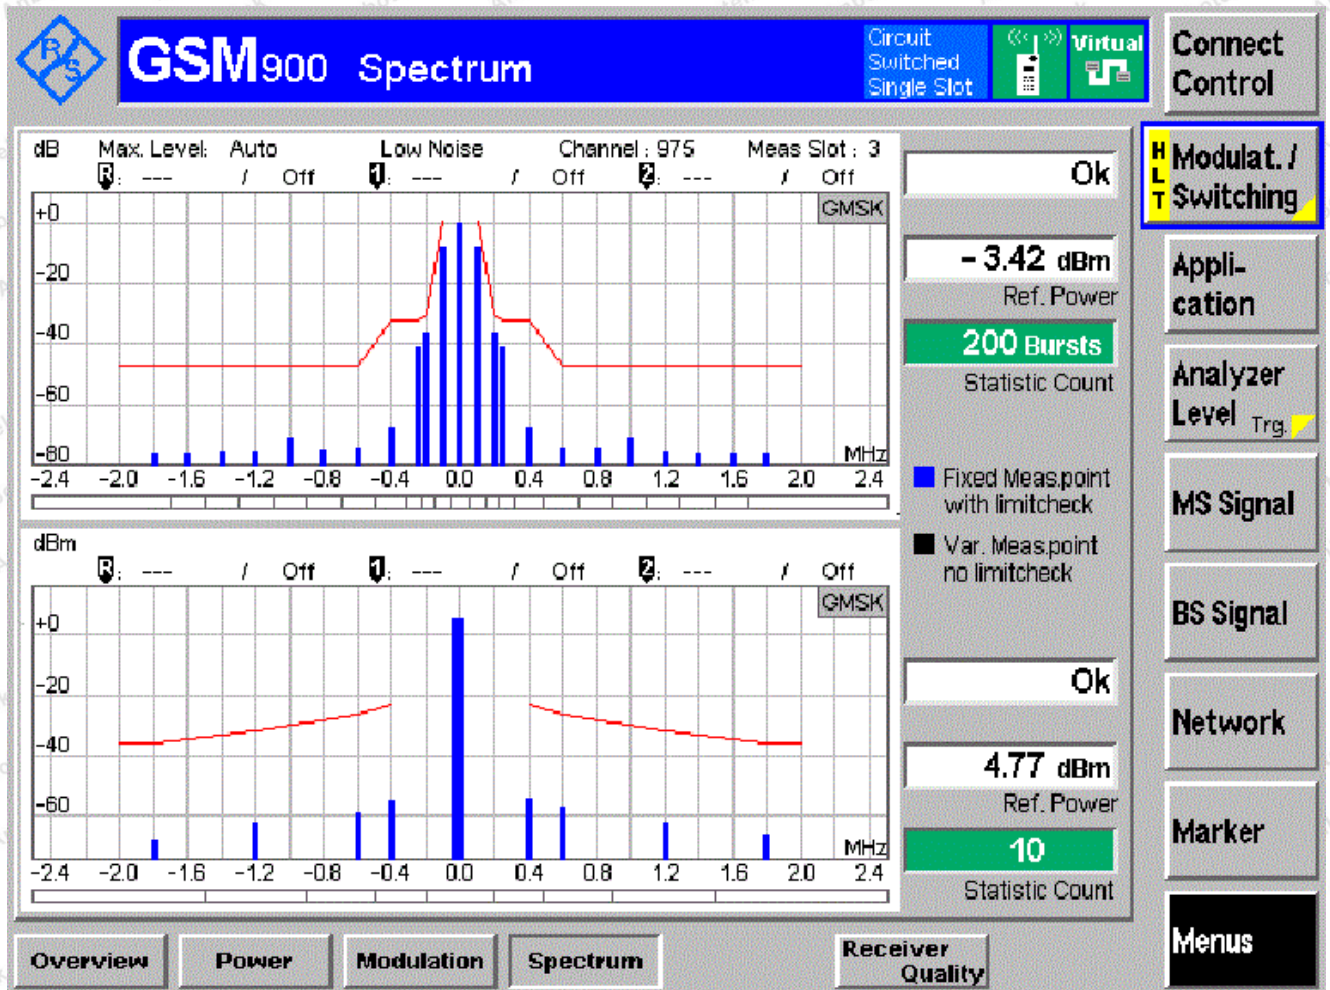 R/S
GSM900 Spectrum
Circuit
Switched
Single Slot
Virtual
Connect
Control
dB Max. Level: Auto Low Noise Channel : 975 Meas Slot : 3
R: --- / Off 1: --- / Off 2: --- / Off
GMSK
+0
-20
-40
-60
-80
MHz
-2.4 -2.0 -1.6 -1.2 -0.8 -0.4 0.0 0.4 0.8 1.2 1.6 2.0 2.4
Ok
-3.42 dBm
Ref. Power
200 Bursts
Statistic Count
Fixed Meas.point
with limitcheck
Var. Meas.point
no limitcheck
dBm
R: --- / Off 1: --- / Off 2: --- / Off
GMSK
+0
-20
-40
-60
MHz
-2.4 -2.0 -1.6 -1.2 -0.8 -0.4 0.0 0.4 0.8 1.2 1.6 2.0 2.4
Ok
4.77 dBm
Ref. Power
10
Statistic Count
HLT
Modulat. /
Switching
Appli-
cation
Analyzer
Level Trg.
MS Signal
BS Signal
Network
Marker
Menus
Overview
Power
Modulation
Spectrum
Receiver
Quality